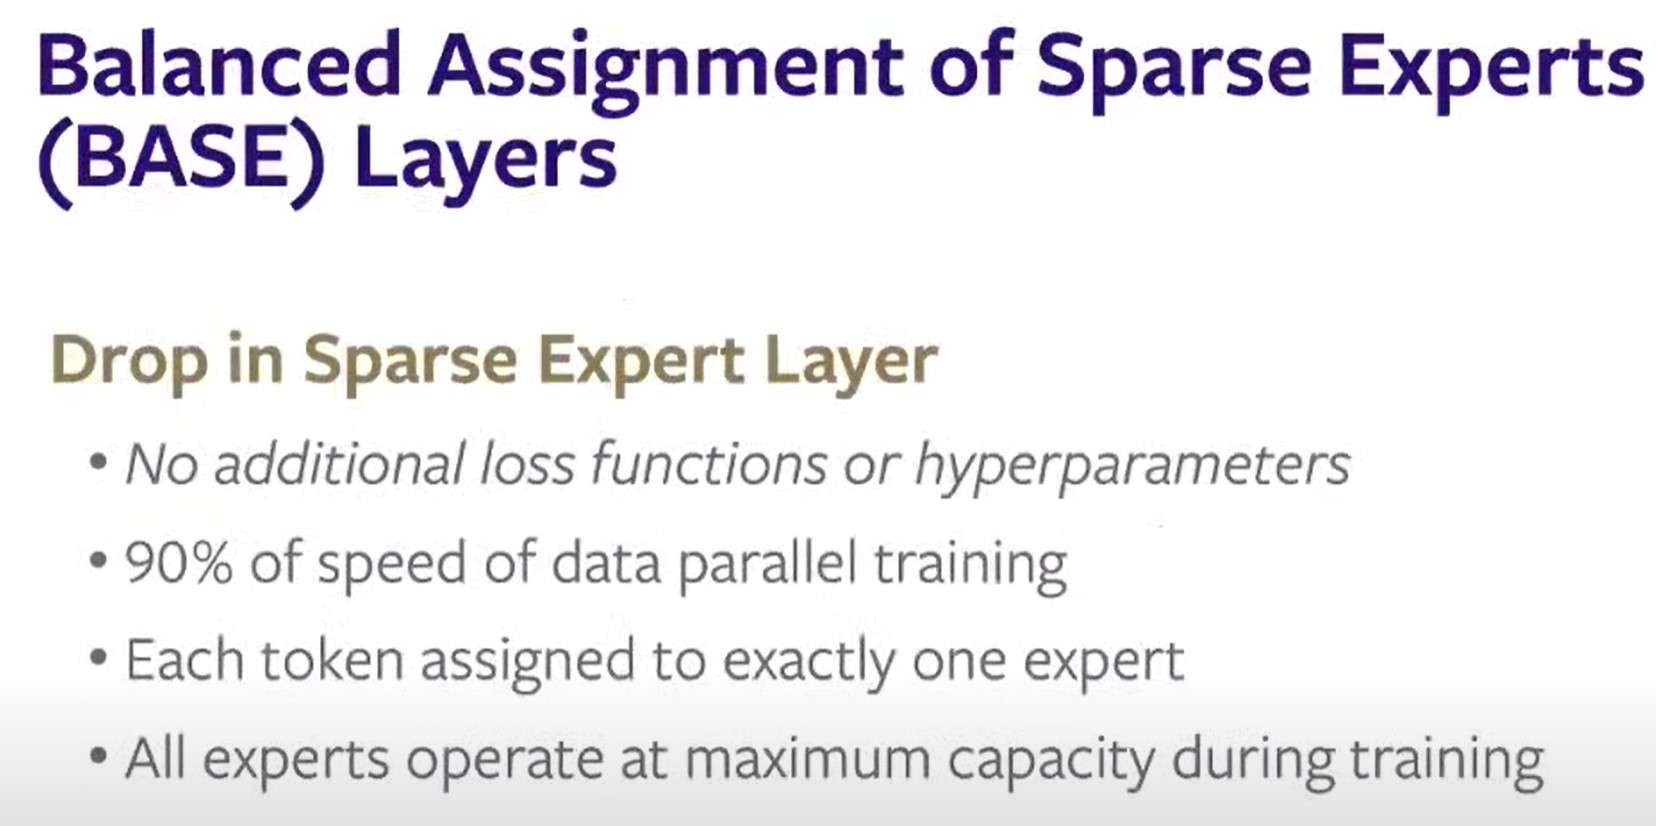 Balanced Assignment of Sparse Experts
(BASE) Layers
Drop in Sparse Expert Layer
• No additional loss functions or hyperparameters
• 90% of speed of data parallel training
• Each token assigned to exactly one expert
• All experts operate at maximum capacity during training